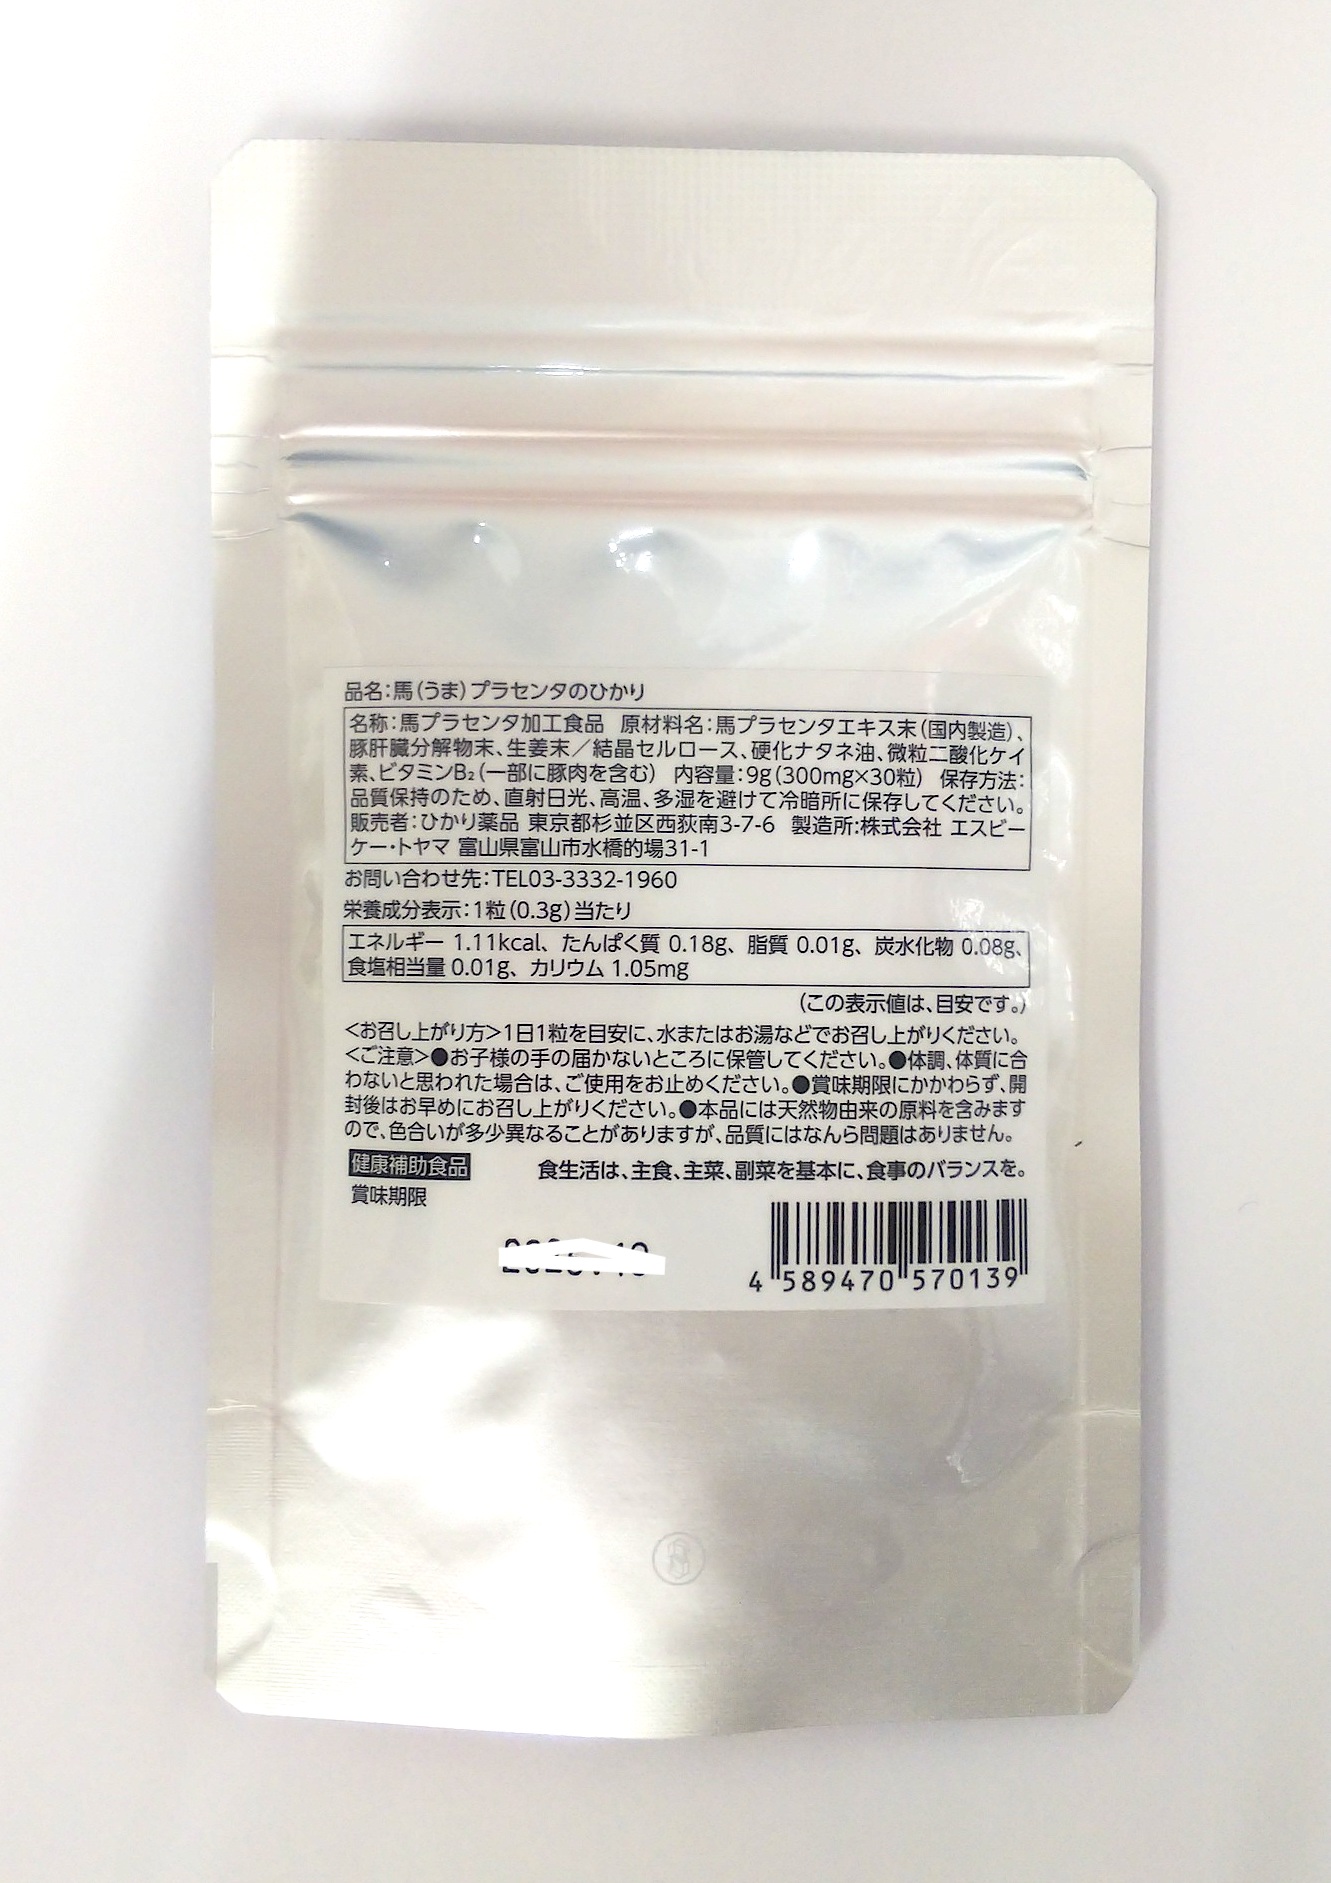 品名：馬（うま）プラセンタのひかり
名称：馬プラセンタ加工食品　原材料名：馬プラセンタエキス末（国内製造）、
豚肝臓分解物末、生姜末／結晶セルロース、硬化ナタネ油、微粒二酸化ケイ
素、ビタミンB₂（一部に豚肉を含む）　内容量：9g（300mg×30粒）　保存方法：
品質保持のため、直射日光、高温、多湿を避けて冷暗所に保存してください。
販売者：ひかり薬品 東京都杉並区西荻南3-7-6　製造所:株式会社 エスビー
ケー・トヤマ 富山県富山市水橋的場31-1
お問い合わせ先：TEL03-3332-1960
栄養成分表示：1粒（0.3g）当たり
エネルギー 1.11kcal、たんぱく質 0.18g、脂質 0.01g、炭水化物 0.08g、
食塩相当量 0.01g、カリウム 1.05mg
（この表示値は、目安です。）
＜お召し上がり方＞1日1粒を目安に、水またはお湯などでお召し上がりください。
＜ご注意＞●お子様の手の届かないところに保管してください。●体調、体質に合
わないと思われた場合は、ご使用をお止めください。●賞味期限にかかわらず、開
封後はお早めにお召し上がりください。●本品には天然物由来の原料を含みます
ので、色合いが多少異なることがありますが、品質にはなんら問題はありません。
健康補助食品　食生活は、主食、主菜、副菜を基本に、食事のバランスを。
賞味期限
4 589470 570139